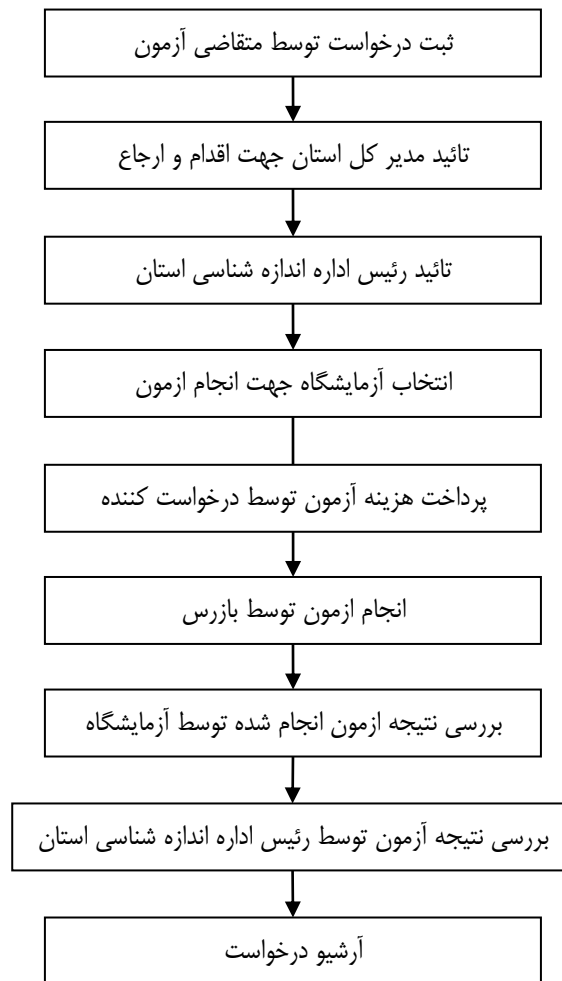 ثبت درخواست توسط متقاضی آزمون
تائید مدیر کل استان جهت اقدام و ارجاع
تائید رئیس اداره اندازه شناسی استان
انتخاب آزمایشگاه جهت انجام ازمون
پرداخت هزینه آزمون توسط درخواست کننده
انجام ازمون توسط بازرس
بررسی نتیجه ازمون انجام شده توسط آزمایشگاه
بررسی نتیجه آزمون توسط رئیس اداره اندازه شناسی استان
آرشیو درخواست